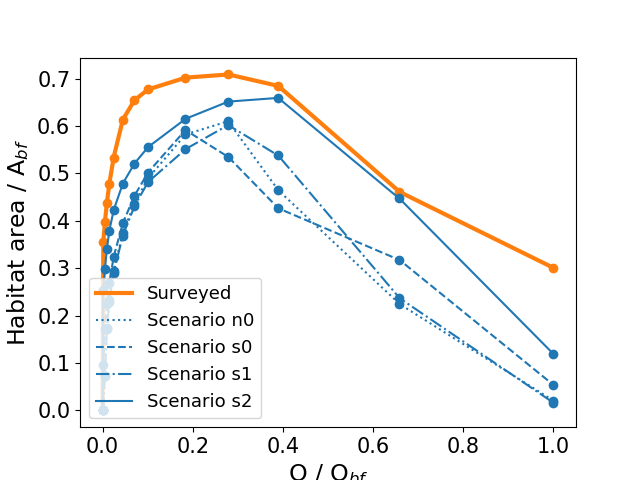 Habitat area / A_bf
0.7
0.6
0.5
0.4
0.3
0.2
0.1
0.0
Surveyed
Scenario n0
Scenario s0
Scenario s1
Scenario s2
0.0 0.2 0.4 0.6 0.8 1.0
Q / Q_bf